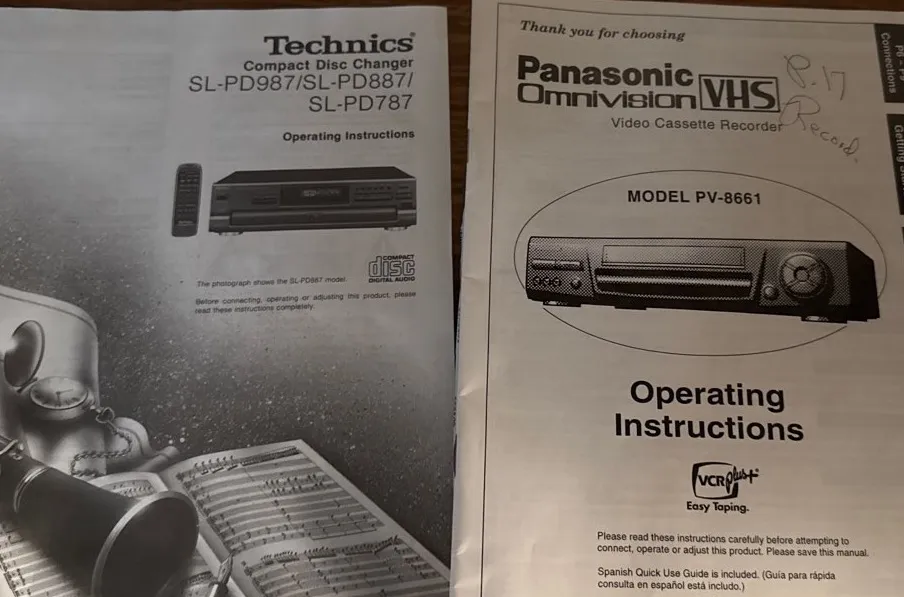 Technics
Compact Disc Changer
SL-PD987/SL-PD887/
SL-PD787
Operating Instructions
The photograph shows the SL-PD887 model.
COMPACT
disc
DIGITAL AUDIO
Before connecting, operating or adjusting this product, please
read these instructions completely.
Thank you for choosing
Panasonic
Omnivision VHS
Video Cassette Recorder
P.17
Record.
MODEL PV-8661
Operating
Instructions
VCR plus+
Easy Taping.
Please read these instructions carefully before attempting to
connect, operate or adjust this product. Please save this manual.
Spanish Quick Use Guide is included. (Guía para rápida
consulta en español está incluido.)
Connections
Getting